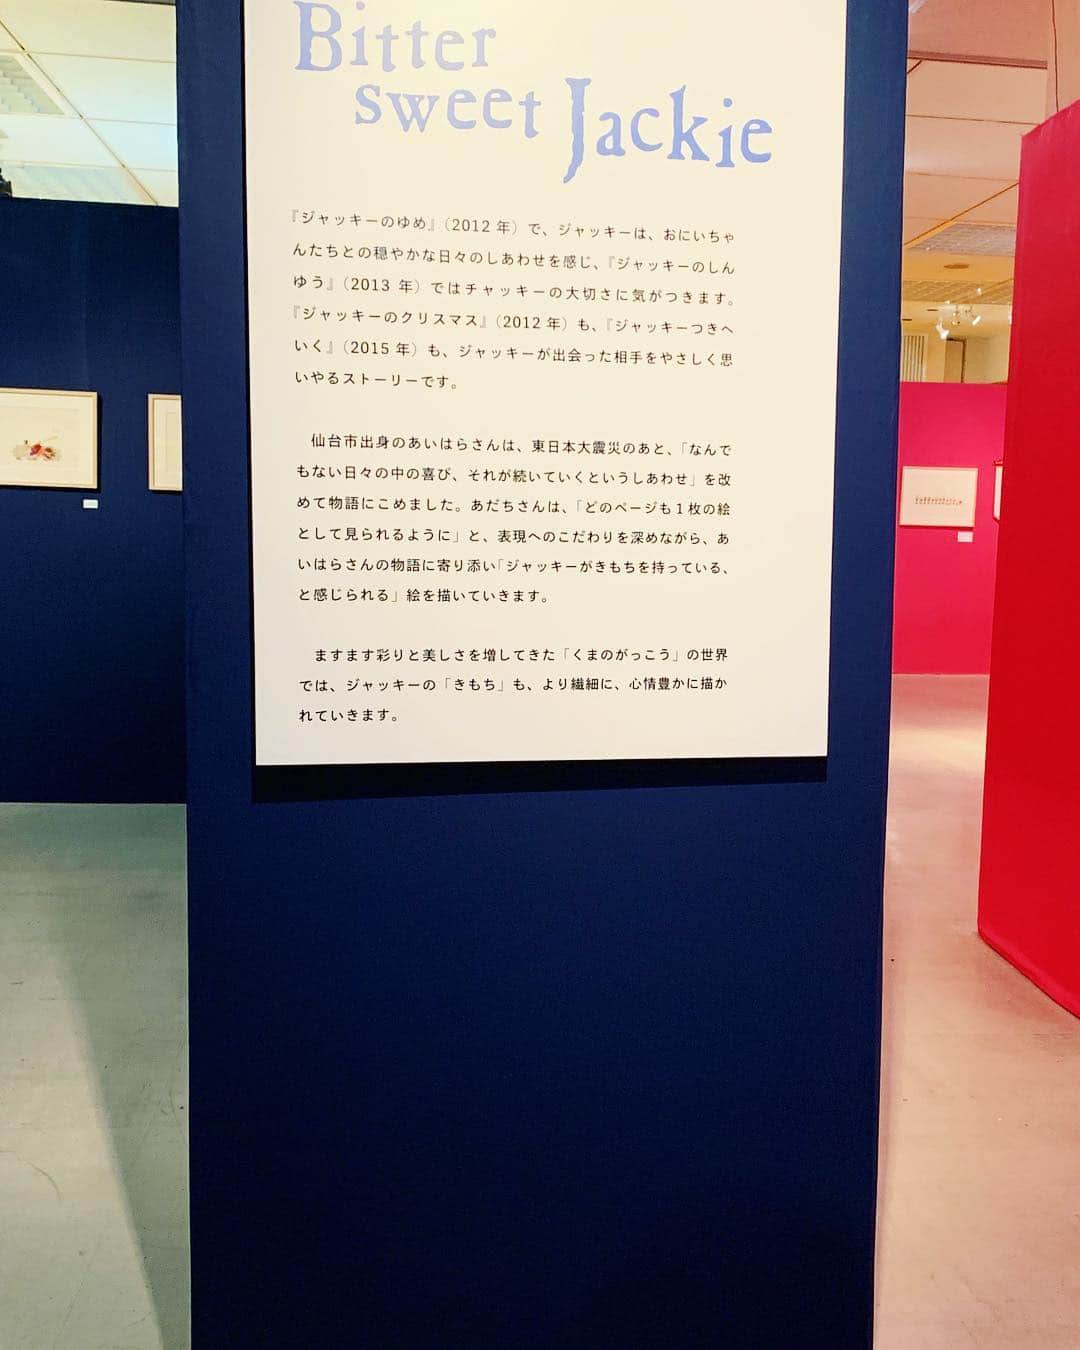 Bitter
sweet Jackie
『ジャッキーのゆめ』（2012 年）で、ジャッキーは、おにいちゃ
んたちとの穏やかな日々のしあわせを感じ、『ジャッキーのしん
ゆう』（2013 年）ではチャッキーの大切さに気がつきます。
『ジャッキーのクリスマス』（2012 年）も、『ジャッキーつきへ
いく』（2015 年）も、ジャッキーが出会った相手をやさしく思
いやるストーリーです。
仙台市出身のあいはらさんは、東日本大震災のあと、「なんで
もない日々の中の喜び、それが続いていくというしあわせ」を改
めて物語にこめました。あだちさんは、「どのページも１枚の絵
として見られるように」と、表現へのこだわりを深めながら、あ
いはらさんの物語に寄り添い「ジャッキーがきもちを持っている、
と感じられる」絵を描いていきます。
ますます彩りと美しさを増してきた「くまのがっこう」の世界
では、ジャッキーの「きもち」も、より繊細に、心情豊かに描か
れていきます。